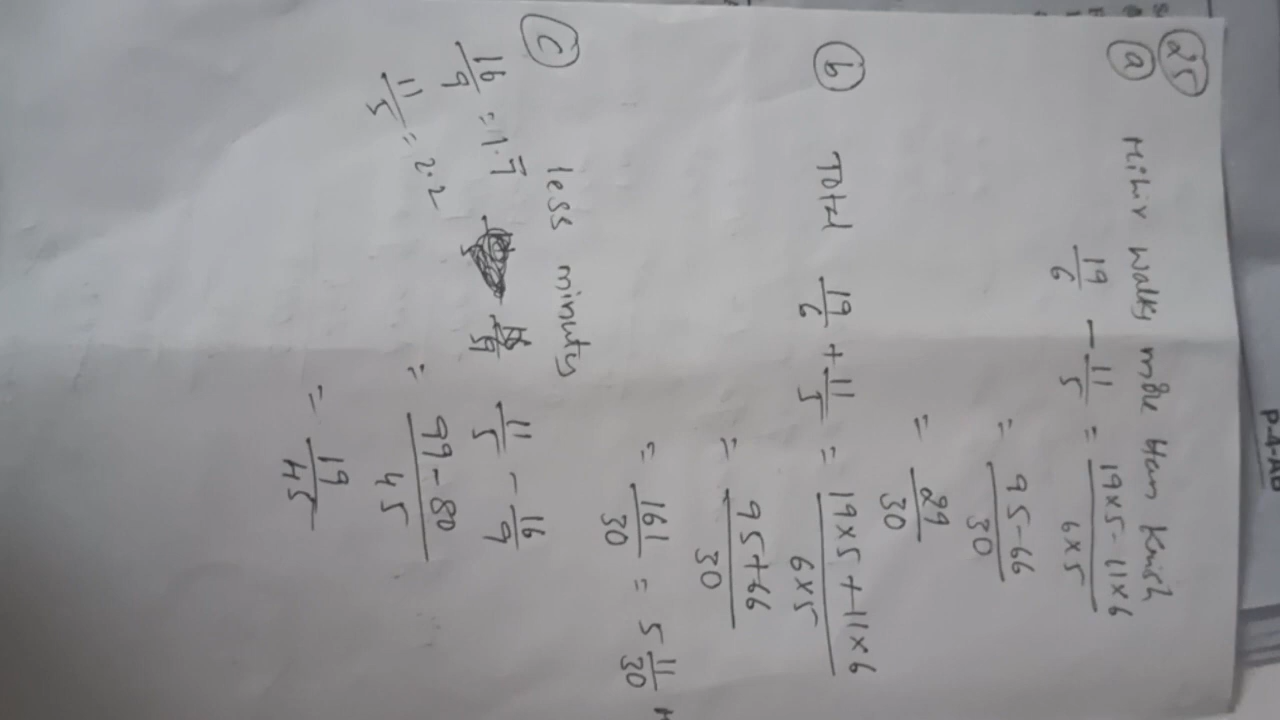 25
a Mihir walks more than Krish
19/6 - 11/5 = 19×5-11×6 / 6×5
= 95-66 / 30
= 29/30
b Total 19/6 + 11/5 = 19×5+11×6 / 6×5
= 95+66 / 30
= 161/30 = 5 11/30
c less minuty
16/9 = 1.7 11/5 - 16/9
11/5 = 2.2 = 99-80 / 45
= 19/45
P-4-AD